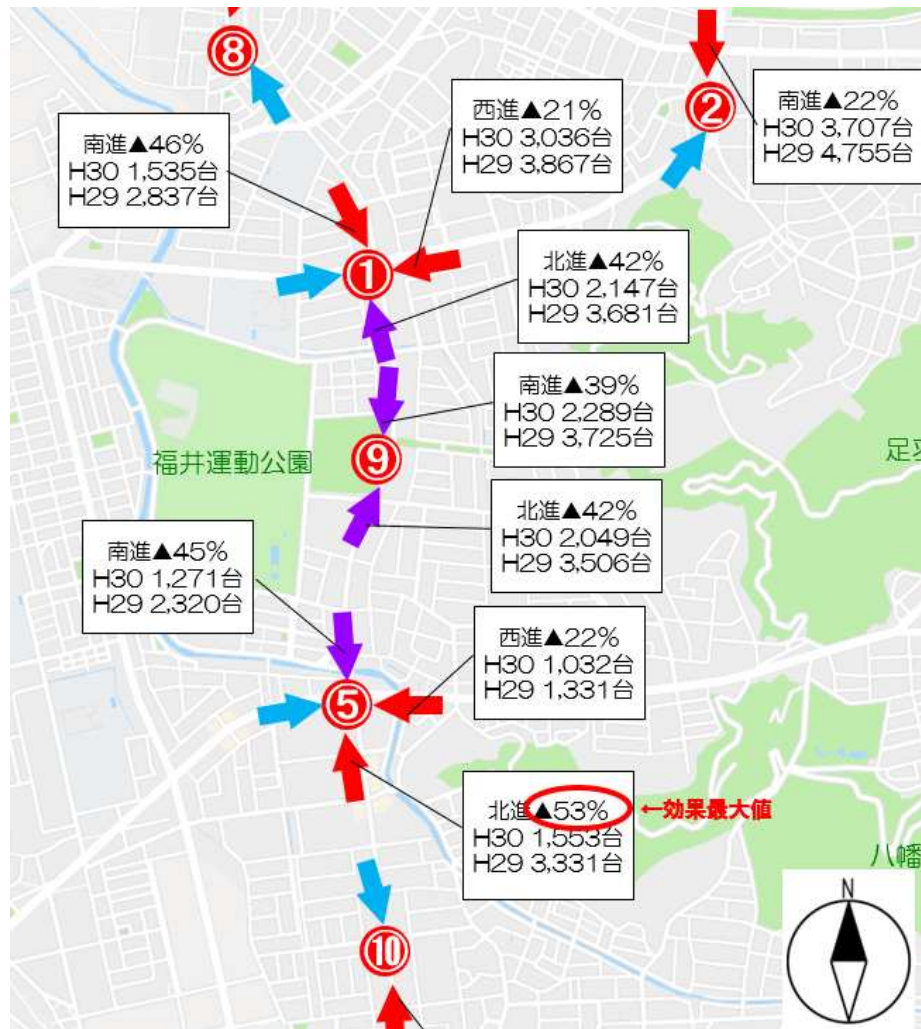 ⑧
②
南進▲22%
H30 3,707台
H29 4,755台
西進▲21%
H30 3,036台
H29 3,867台
南進▲46%
H30 1,535台
H29 2,837台
①
北進▲42%
H30 2,147台
H29 3,681台
南進▲39%
H30 2,289台
H29 3,725台
福井運動公園
⑨
北進▲42%
H30 2,049台
H29 3,506台
南進▲45%
H30 1,271台
H29 2,320台
西進▲22%
H30 1,032台
H29 1,331台
⑤
北進▲53%
H30 1,553台
H29 3,331台
←効果最大値
八幡
N
⑩